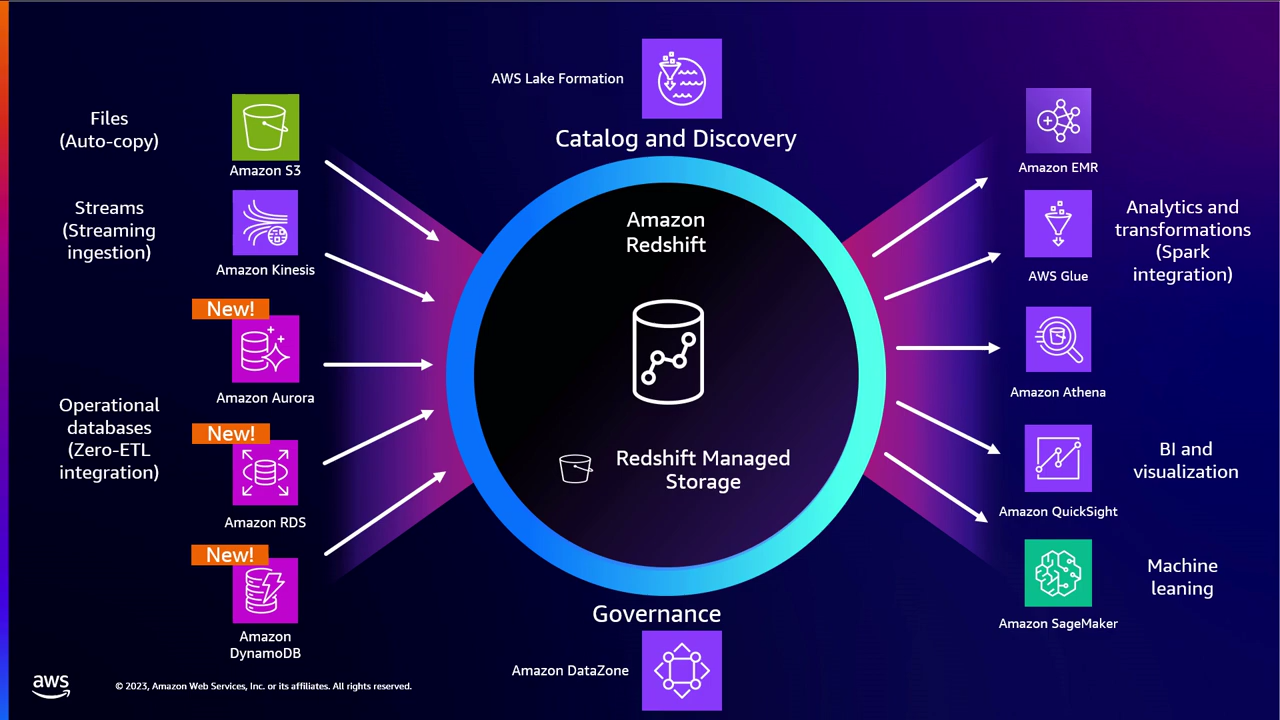 AWS Lake Formation
Catalog and Discovery
Files
(Auto-copy)
Amazon S3
Streams
(Streaming
ingestion)
Amazon Kinesis
New!
Amazon Aurora
Operational
databases
(Zero-ETL
integration)
New!
Amazon RDS
New!
Amazon
DynamoDB
Amazon
Redshift
Redshift Managed
Storage
Governance
Amazon DataZone
Amazon EMR
Analytics and
transformations
(Spark
integration)
AWS Glue
Amazon Athena
BI and
visualization
Amazon QuickSight
Machine
leaning
Amazon SageMaker
aws
© 2023, Amazon Web Services, Inc. or its affiliates. All rights reserved.